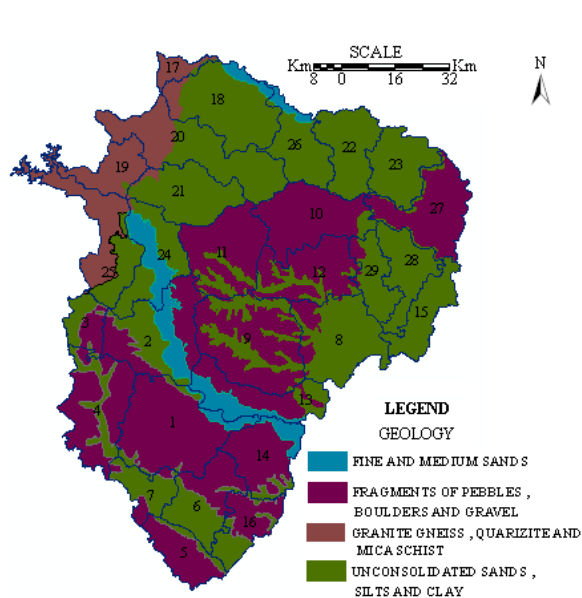 SCALE
Km Km
8 0 16 32
N
17
18
20
26
22
23
19
21
27
10
11
24
25
12
29
28
15
3
2
9
8
13
4
1
14
7
6
16
5
LEGEND
GEOLOGY
FINE AND MEDIUM SANDS
FRAGMENTS OF PEBBLES ,
BOULDERS AND GRAVEL
GRANITE GNEISS , QUARIZITE AND
MICA SCHIST
UNCONSOLIDATED SANDS ,
SILTS AND CLAY